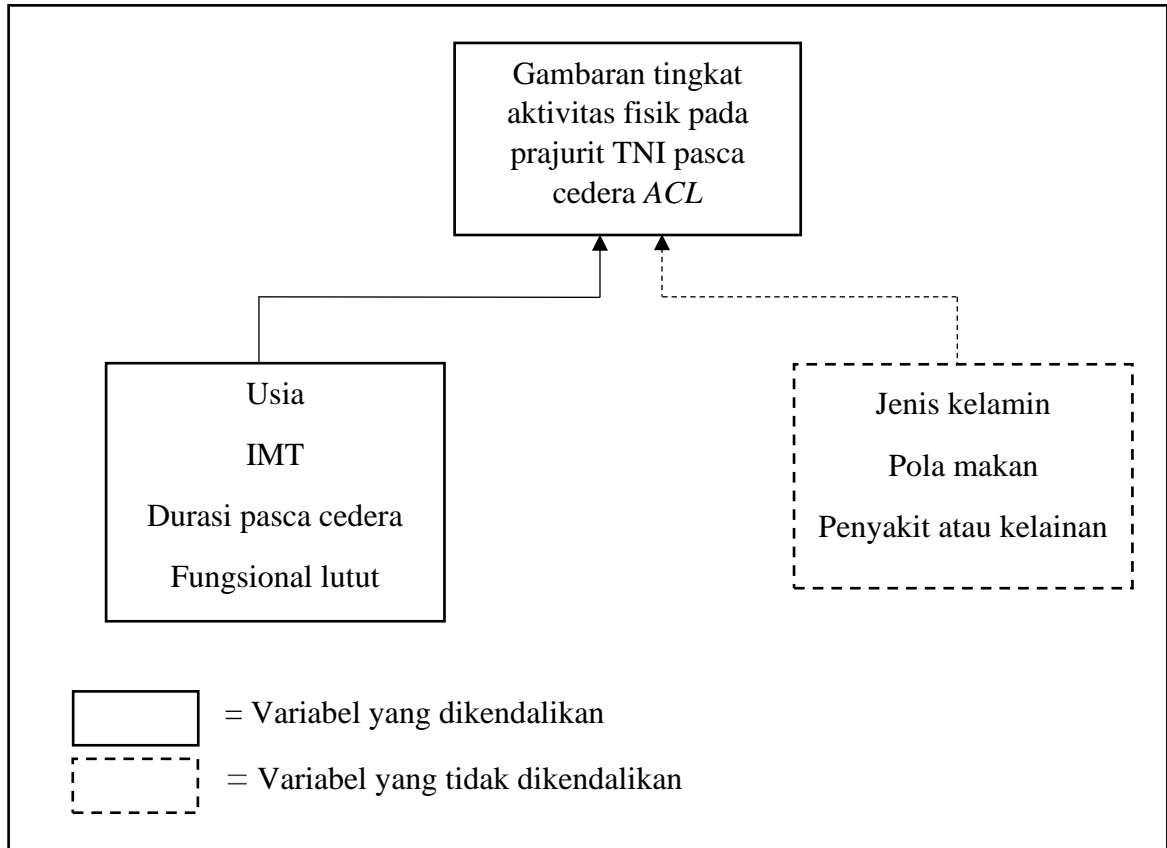 Gambaran tingkat
aktivitas fisik pada
prajurit TNI pasca
cedera ACL
Usia
IMT
Durasi pasca cedera
Fungsional lutut
Jenis kelamin
Pola makan
Penyakit atau kelainan
= Variabel yang dikendalikan
= Variabel yang tidak dikendalikan